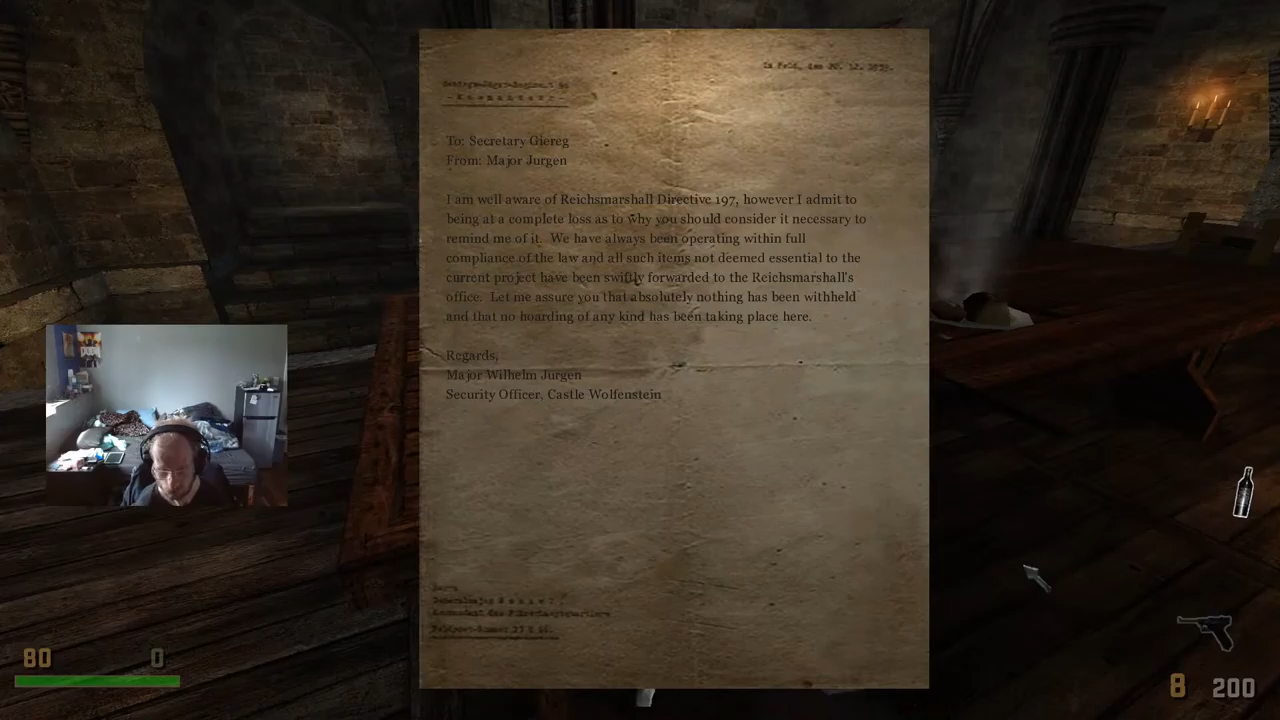 To: Secretary Giereg
From: Major Jurgen
I am well aware of Reichsmarshall Directive 197, however I admit to
being at a complete loss as to why you should consider it necessary to
remind me of it.  We have always been operating within full
compliance of the law and all such items not deemed essential to the
current project have been swiftly forwarded to the Reichsmarshall's
office.  Let me assure you that absolutely nothing has been withheld
and that no hoarding of any kind has been taking place here.
Regards,
Major Wilhelm Jurgen
Security Officer, Castle Wolfenstein
80 0
8 200